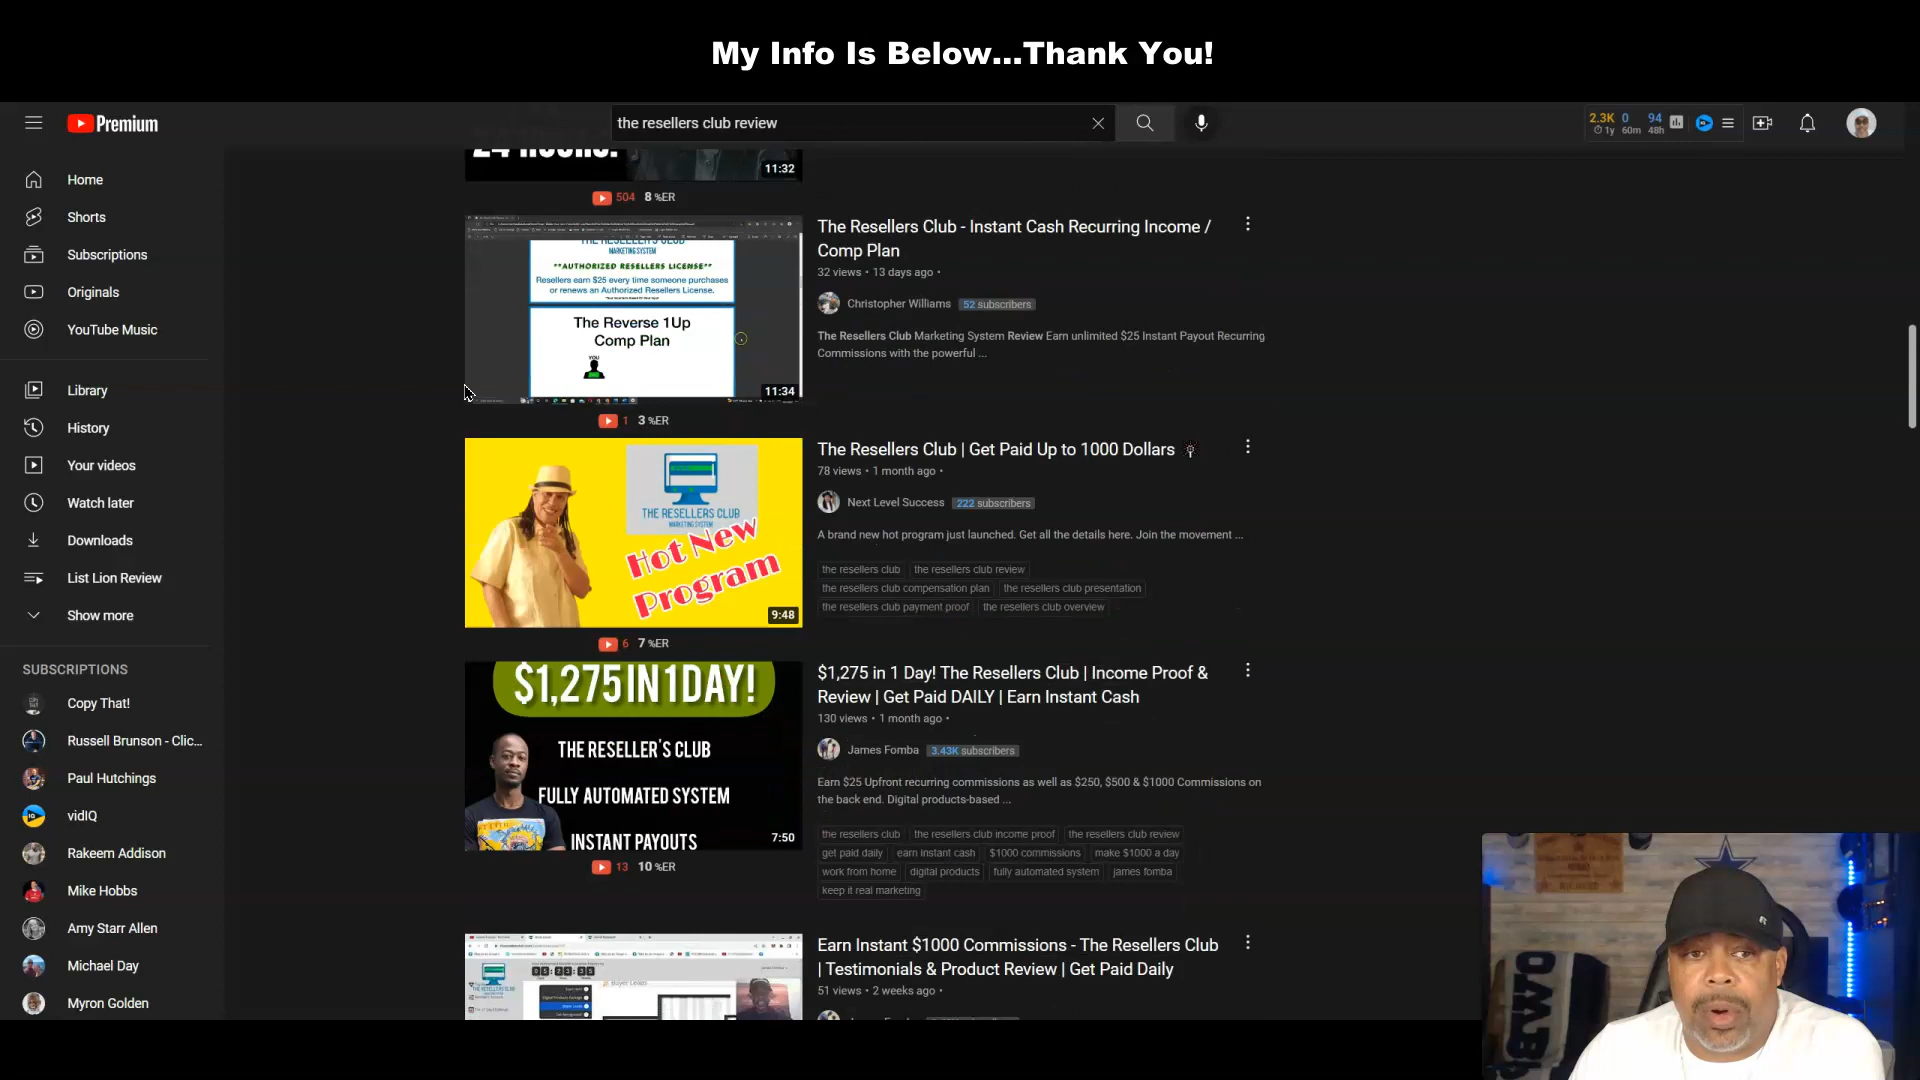 My Info Is Below...Thank You!
Premium
the resellers club review
2.3K 0 94
1y 60m 48h
Home
Shorts
Subscriptions
Originals
YouTube Music
Library
History
Your videos
Watch later
Downloads
List Lion Review
Show more
SUBSCRIPTIONS
Copy That!
Russell Brunson - Clic...
Paul Hutchings
vidIQ
Rakeem Addison
Mike Hobbs
Amy Starr Allen
Michael Day
Myron Golden
24 HOURS!
11:32
504 8 %ER
THE RESELLER'S CLUB
MARKETING SYSTEM
**AUTHORIZED RESELLERS LICENSE**
Resellers earn $25 every time someone purchases
or renews an Authorized Resellers License.
The Reverse 1Up
Comp Plan
YOU
11:34
The Resellers Club - Instant Cash Recurring Income /
Comp Plan
32 views • 13 days ago •
Christopher Williams 52 subscribers
The Resellers Club Marketing System Review Earn unlimited $25 Instant Payout Recurring
Commissions with the powerful ...
1 3 %ER
THE RESELLERS CLUB
MARKETING SYSTEM
Hot New
Program
9:48
The Resellers Club | Get Paid Up to 1000 Dollars
78 views • 1 month ago •
Next Level Success 222 subscribers
A brand new hot program just launched. Get all the details here. Join the movement ...
the resellers club the resellers club review
the resellers club compensation plan the resellers club presentation
the resellers club payment proof the resellers club overview
6 7 %ER
$1,275 IN 1 DAY!
THE RESELLER'S CLUB
FULLY AUTOMATED SYSTEM
INSTANT PAYOUTS
7:50
$1,275 in 1 Day! The Resellers Club | Income Proof &
Review | Get Paid DAILY | Earn Instant Cash
130 views • 1 month ago •
James Fomba 3.43K subscribers
Earn $25 Upfront recurring commissions as well as $250, $500 & $1000 Commissions on
the back end. Digital products-based ...
the resellers club the resellers club income proof the resellers club review
get paid daily earn instant cash $1000 commissions make $1000 a day
work from home digital products fully automated system james fomba
keep it real marketing
13 10 %ER
Earn Instant $1000 Commissions - The Resellers Club
| Testimonials & Product Review | Get Paid Daily
51 views • 2 weeks ago •